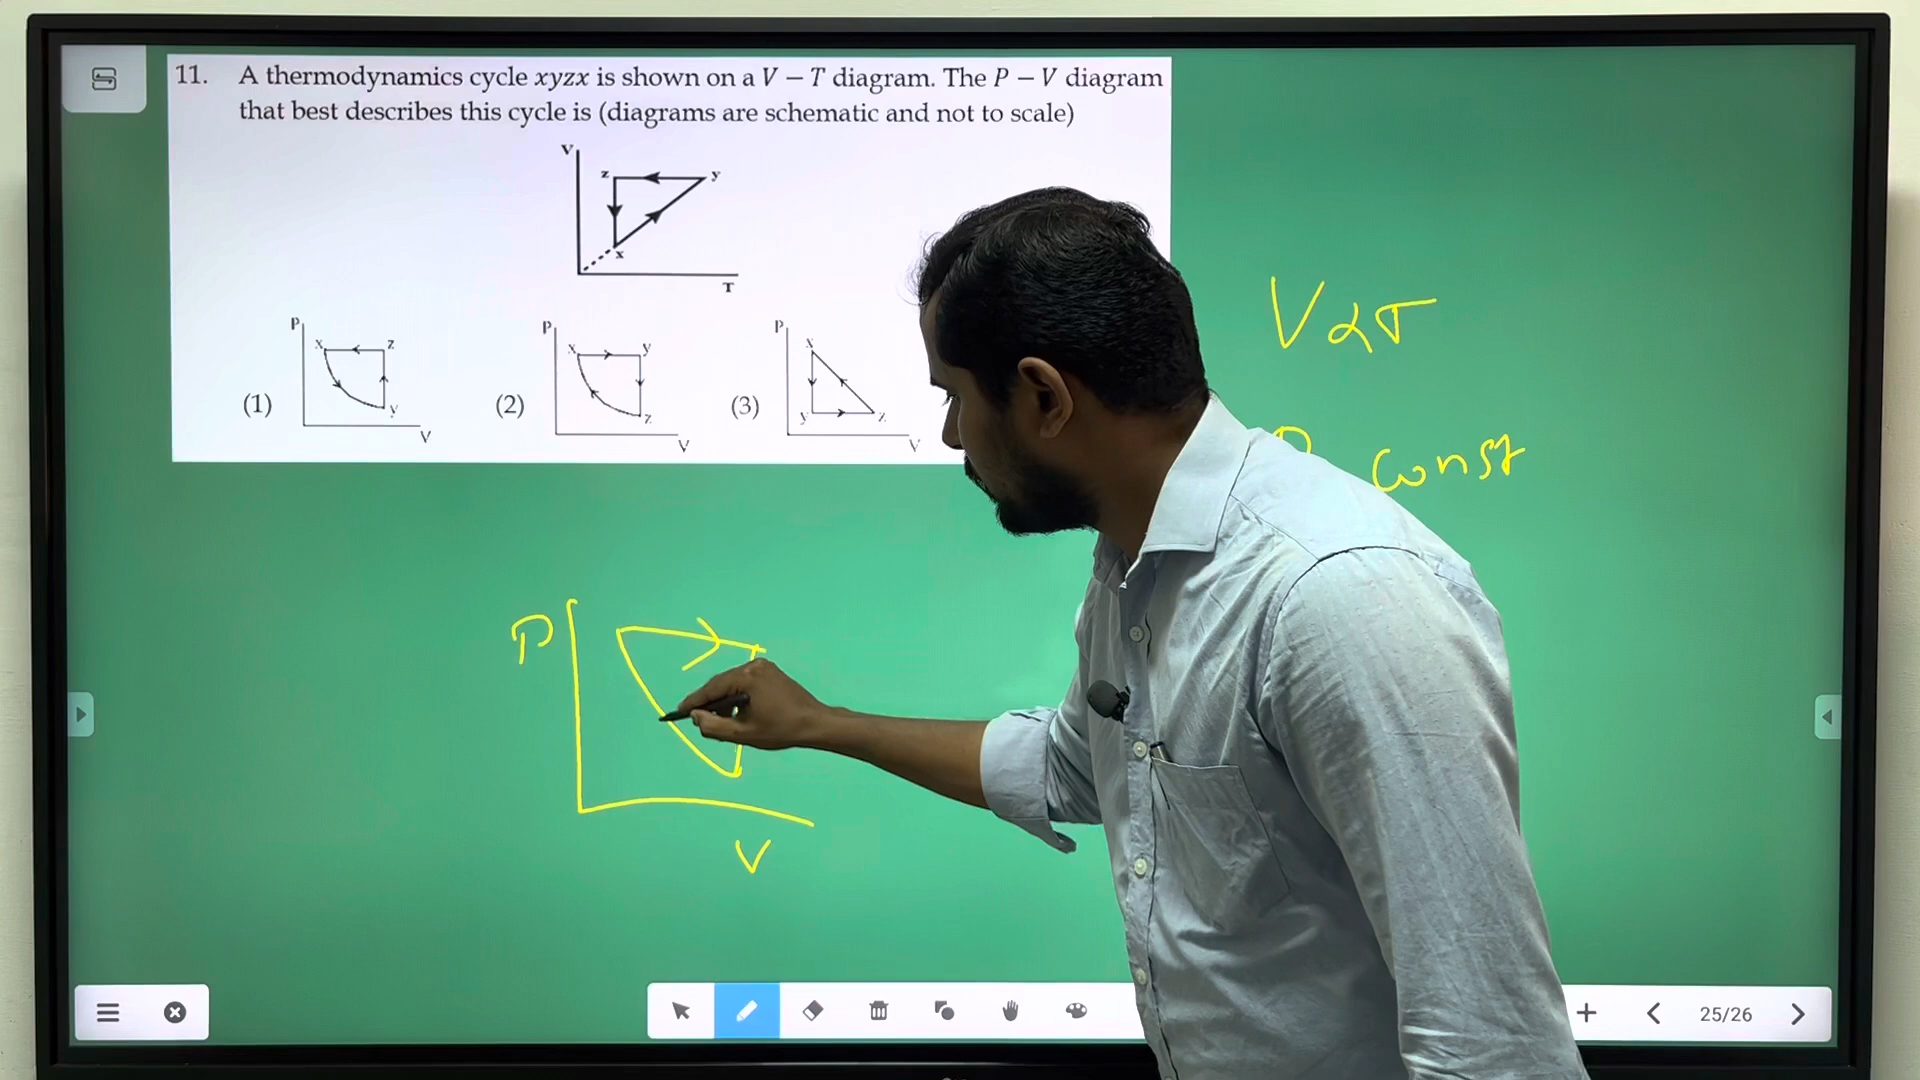 11. A thermodynamics cycle xyzx is shown on a V – T diagram. The P – V diagram
that best describes this cycle is (diagrams are schematic and not to scale)
V
z y
x
T
P x z y V
(1)
P x y z V
(2)
P x y z V
(3)
V α T
const
P
V
25/26